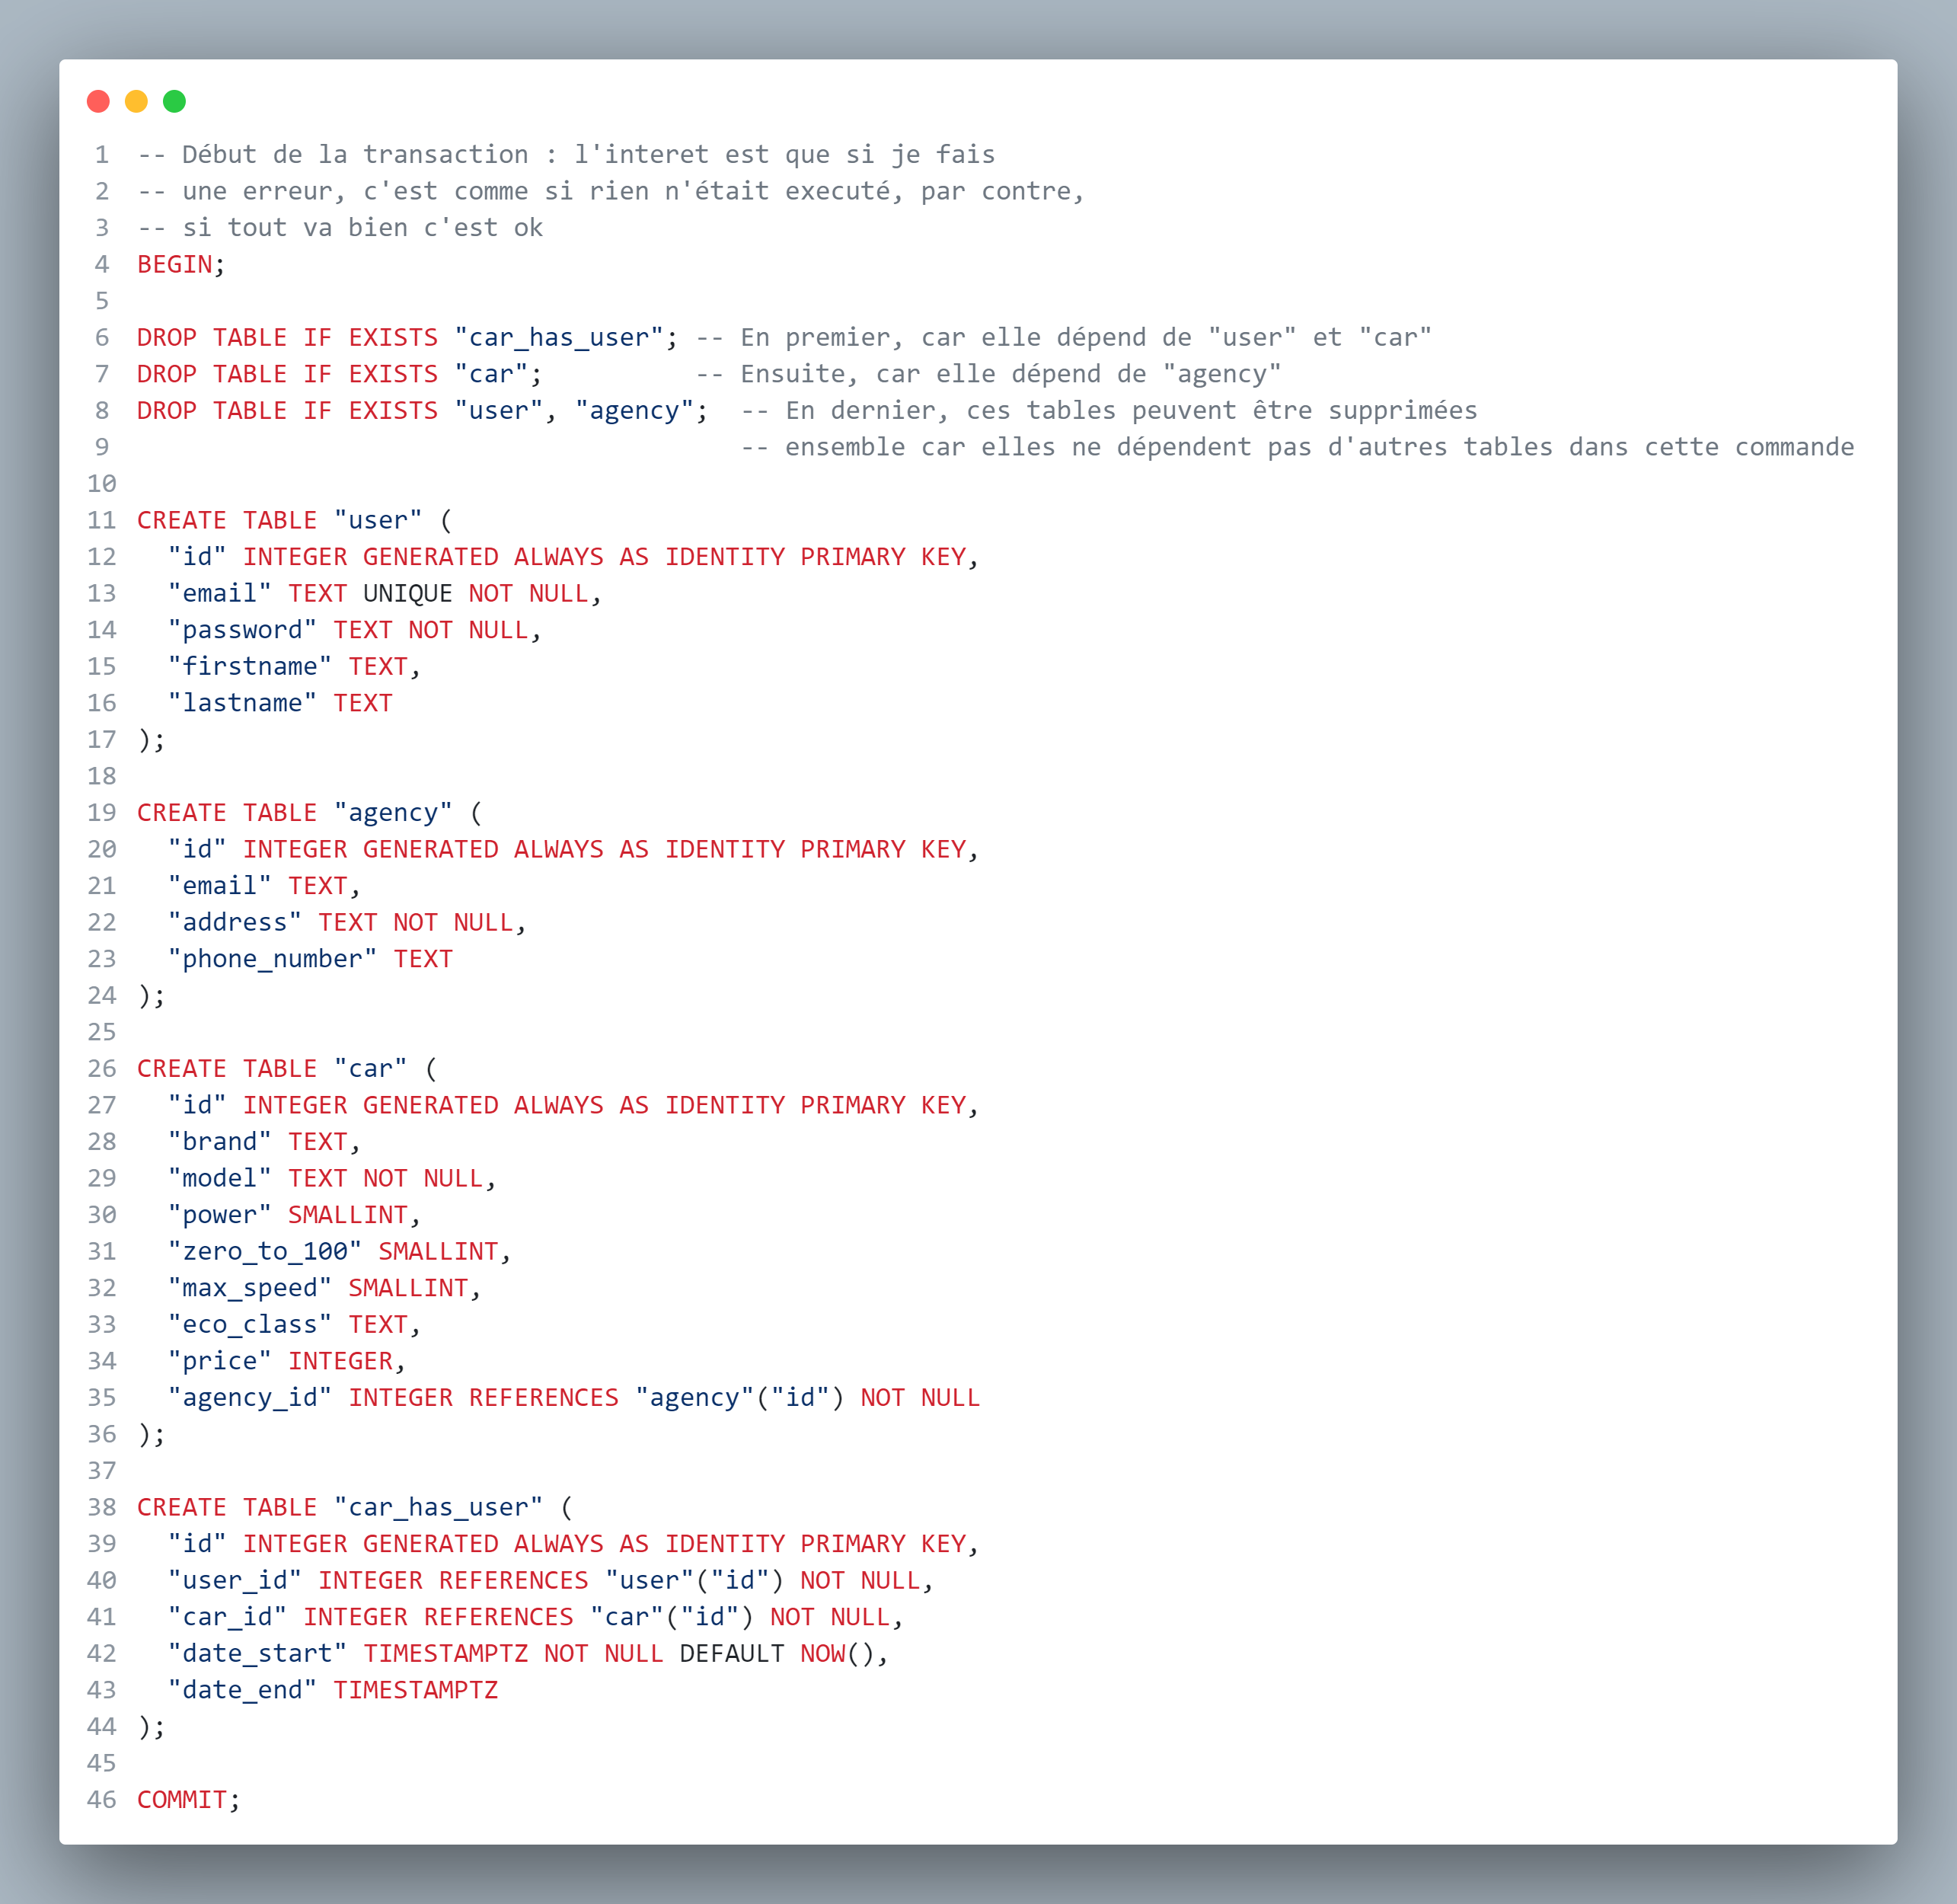 1 -- Début de la transaction : l'interet est que si je fais
2 -- une erreur, c'est comme si rien n'était executé, par contre,
3 -- si tout va bien c'est ok
4 BEGIN;
5
6 DROP TABLE IF EXISTS "car_has_user"; -- En premier, car elle dépend de "user" et "car"
7 DROP TABLE IF EXISTS "car";          -- Ensuite, car elle dépend de "agency"
8 DROP TABLE IF EXISTS "user", "agency";  -- En dernier, ces tables peuvent être supprimées
9                                         -- ensemble car elles ne dépendent pas d'autres tables dans cette commande
10
11 CREATE TABLE "user" (
12   "id" INTEGER GENERATED ALWAYS AS IDENTITY PRIMARY KEY,
13   "email" TEXT UNIQUE NOT NULL,
14   "password" TEXT NOT NULL,
15   "firstname" TEXT,
16   "lastname" TEXT
17 );
18
19 CREATE TABLE "agency" (
20   "id" INTEGER GENERATED ALWAYS AS IDENTITY PRIMARY KEY,
21   "email" TEXT,
22   "address" TEXT NOT NULL,
23   "phone_number" TEXT
24 );
25
26 CREATE TABLE "car" (
27   "id" INTEGER GENERATED ALWAYS AS IDENTITY PRIMARY KEY,
28   "brand" TEXT,
29   "model" TEXT NOT NULL,
30   "power" SMALLINT,
31   "zero_to_100" SMALLINT,
32   "max_speed" SMALLINT,
33   "eco_class" TEXT,
34   "price" INTEGER,
35   "agency_id" INTEGER REFERENCES "agency"("id") NOT NULL
36 );
37
38 CREATE TABLE "car_has_user" (
39   "id" INTEGER GENERATED ALWAYS AS IDENTITY PRIMARY KEY,
40   "user_id" INTEGER REFERENCES "user"("id") NOT NULL,
41   "car_id" INTEGER REFERENCES "car"("id") NOT NULL,
42   "date_start" TIMESTAMPTZ NOT NULL DEFAULT NOW(),
43   "date_end" TIMESTAMPTZ
44 );
45
46 COMMIT;